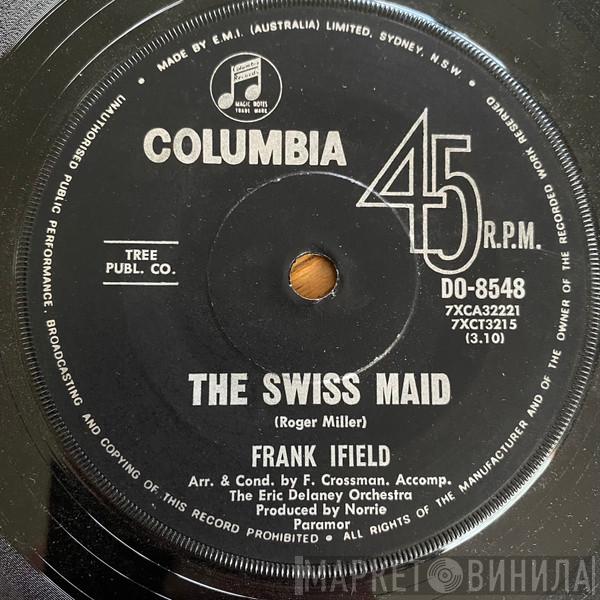 MADE BY E.M.I. (AUSTRALIA) LIMITED. SYDNEY, N.S.W. •
Columbia
Records
MAGIC NOTES
TRADE MARK
COLUMBIA
45 R.P.M.
TREE
PUBL. CO.
DO-8548
7XCA32221
7XCT3215
(3.10)
THE SWISS MAID
(Roger Miller)
FRANK IFIELD
Arr. & Cond. by F. Crossman. Accomp.
The Eric Delaney Orchestra
Produced by Norrie
Paramor
UNAUTHORISED PUBLIC PERFORMANCE. BROADCASTING AND COPYING OF THIS RECORD PROHIBITED • ALL RIGHTS OF THE MANUFACTURER AND OF THE OWNER OF THE RECORDED WORK RESERVED
МАРКЕТ ВИНИЛА